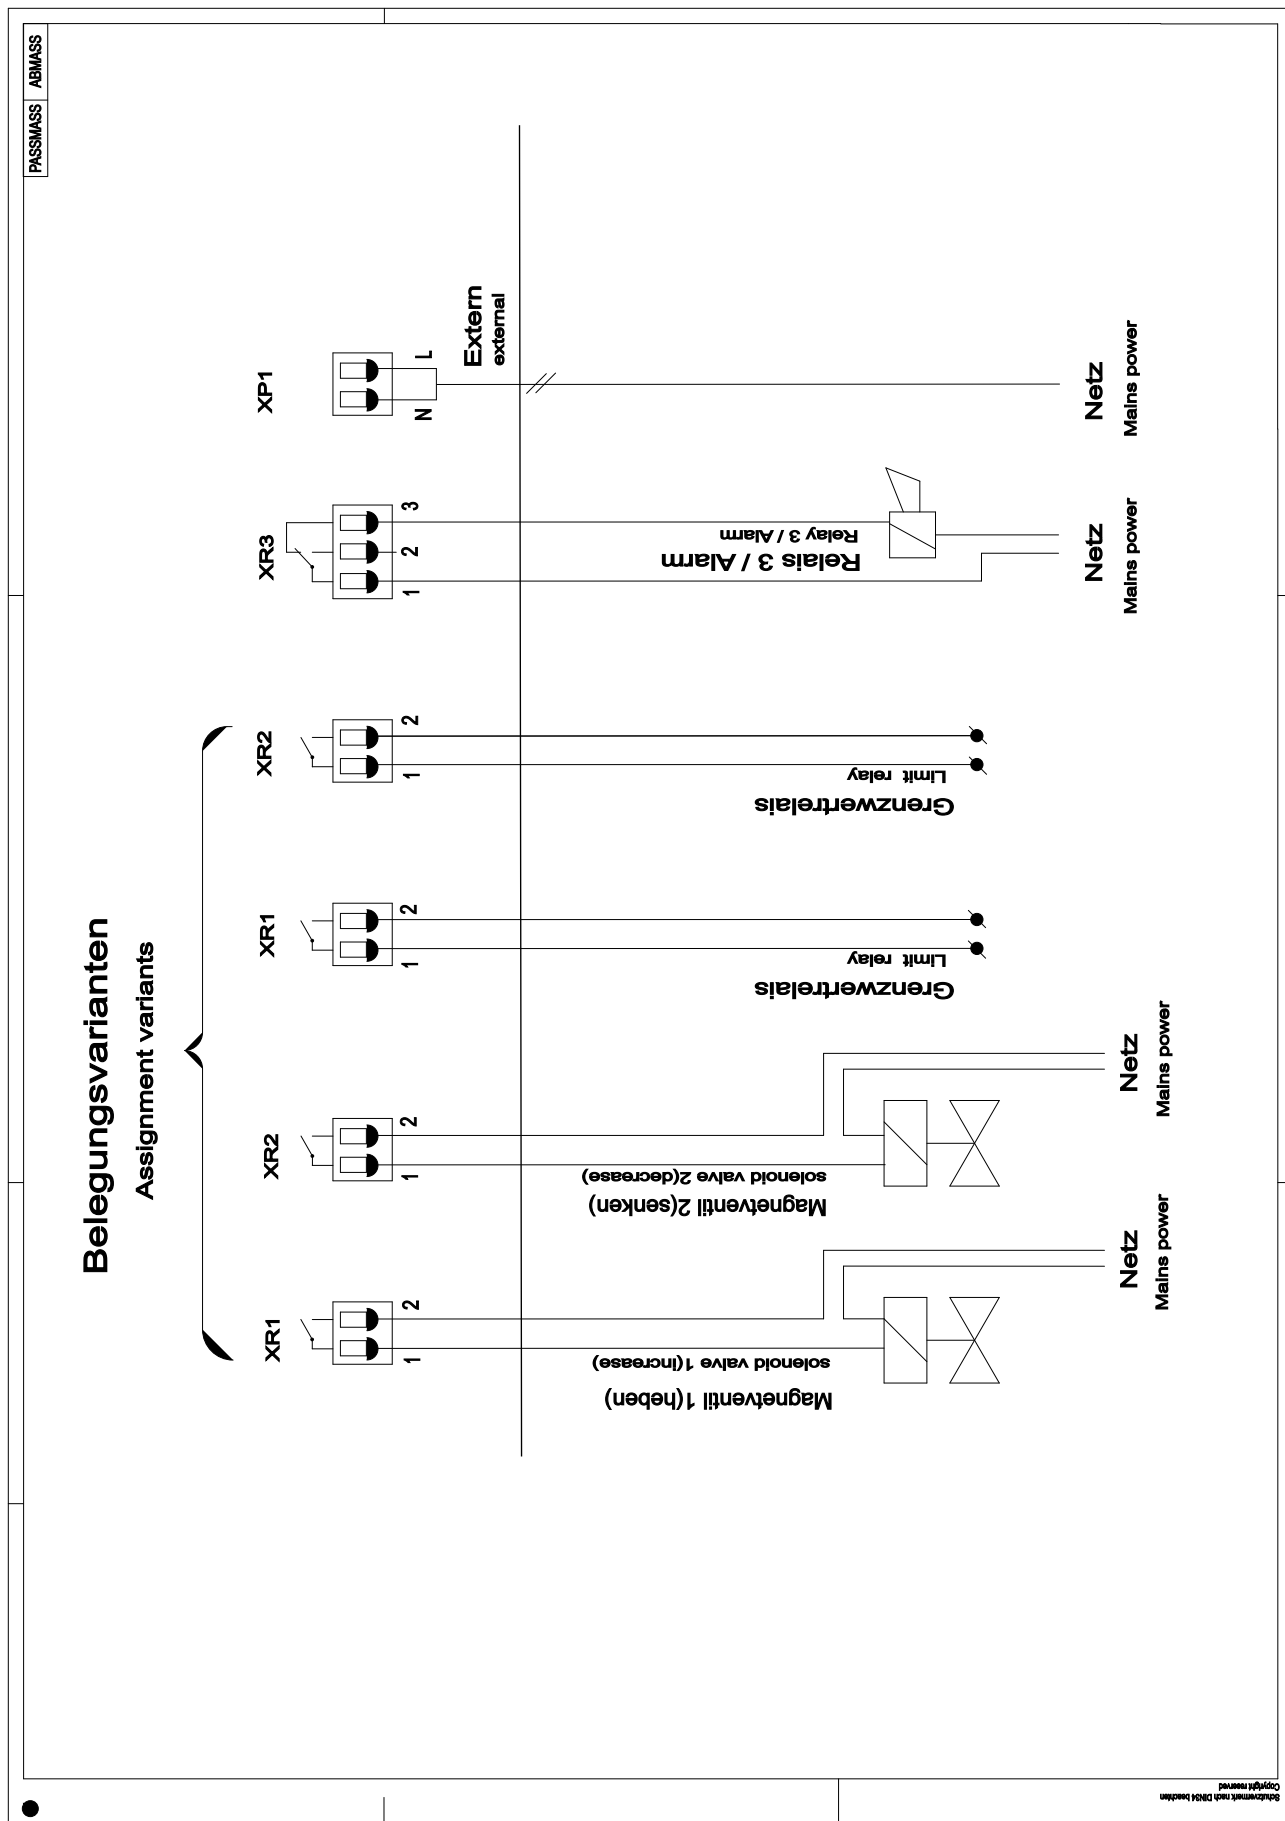 PASSMASS ABMASS
Belegungsvarianten
Assignment variants
XR1
1 2
Magnetventil 1(heben)
solenoid valve 1(increase)
Netz
Mains power
XR2
1 2
Magnetventil 2(senken)
solenoid valve 2(decrease)
Netz
Mains power
XR1
1 2
Grenzwertrelais
Limit relay
XR2
1 2
Grenzwertrelais
Limit relay
XR3
1 2 3
Relais 3 / Alarm
Relay 3 / Alarm
Netz
Mains power
XP1
N L
Extern
external
Netz
Mains power
Schutzvermerk nach DIN34 beachten
Copyright reserved